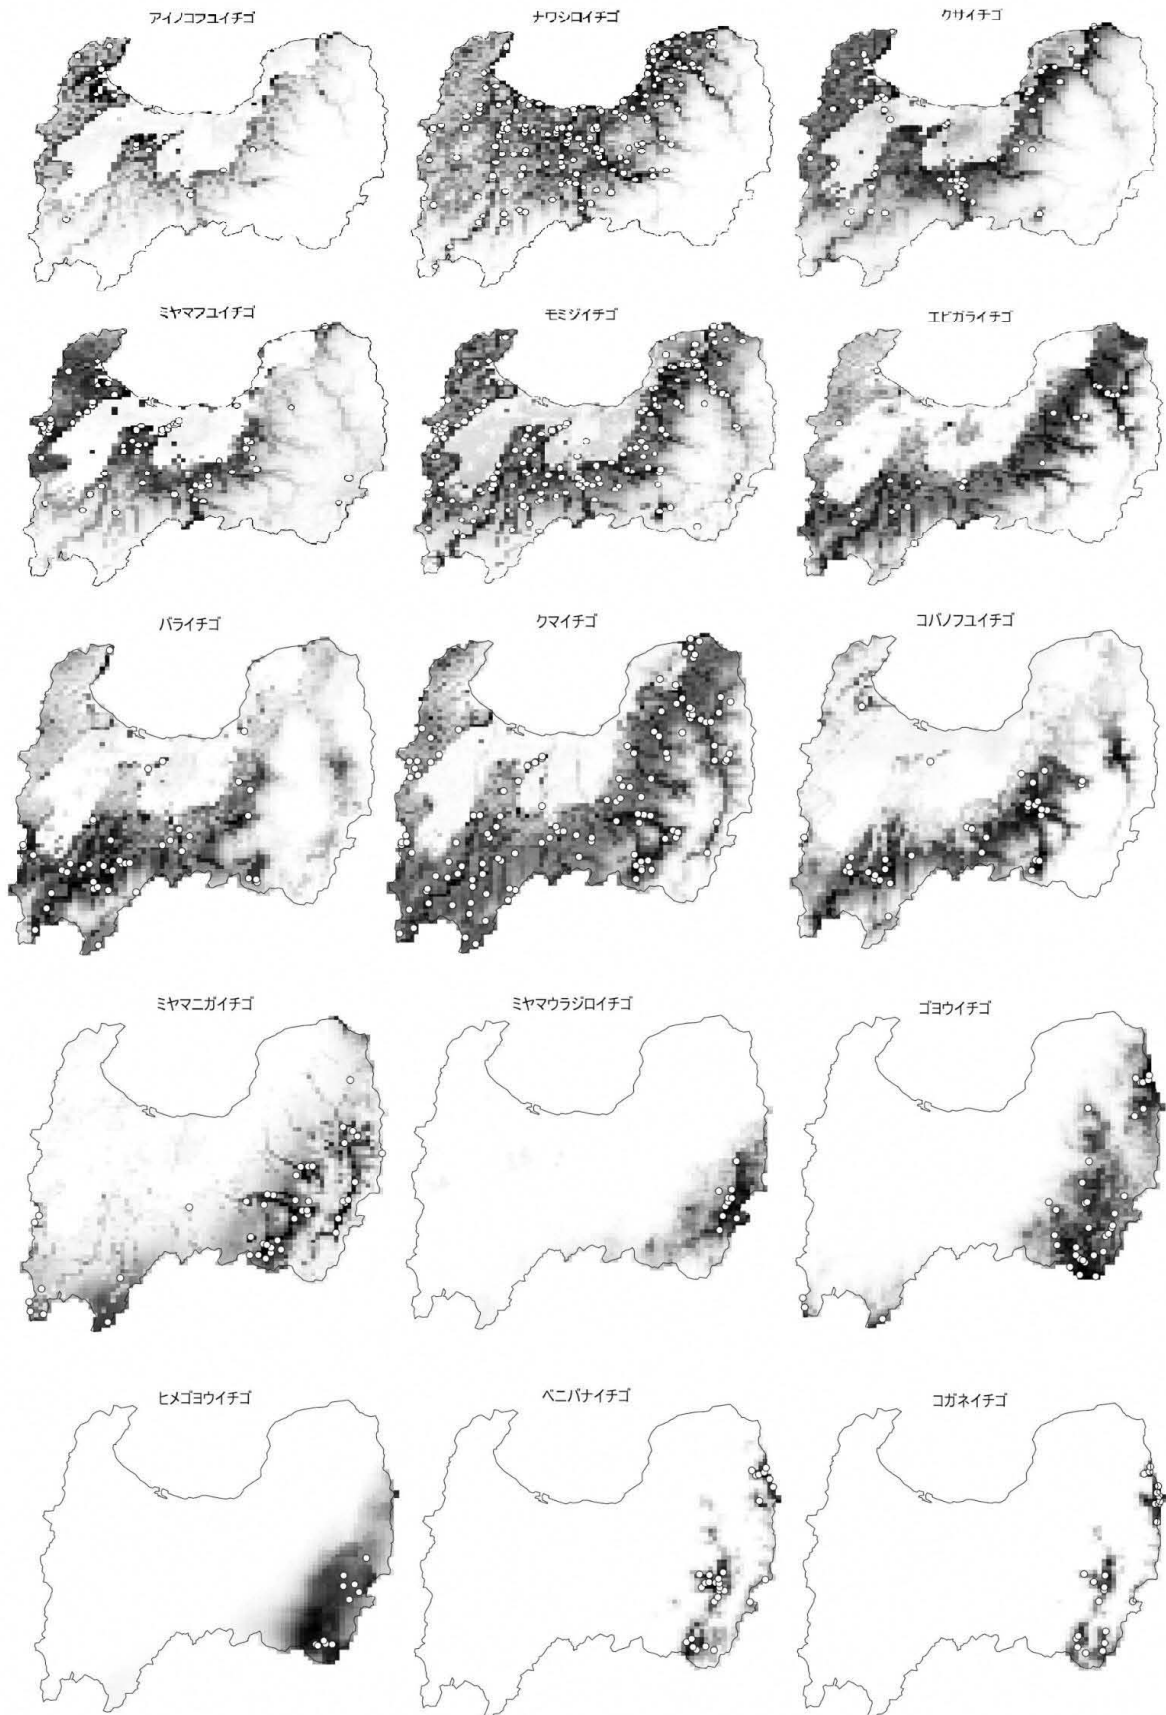 アイノコフユイチゴ
ナワシロイチゴ
クサイチゴ
ミヤマフユイチゴ
モミジイチゴ
エビガライチゴ
バライチゴ
クマイチゴ
コバノフユイチゴ
ミヤマニガイチゴ
ミヤマウラジロイチゴ
ゴヨウイチゴ
ヒメゴヨウイチゴ
ベニバナイチゴ
コガネイチゴ